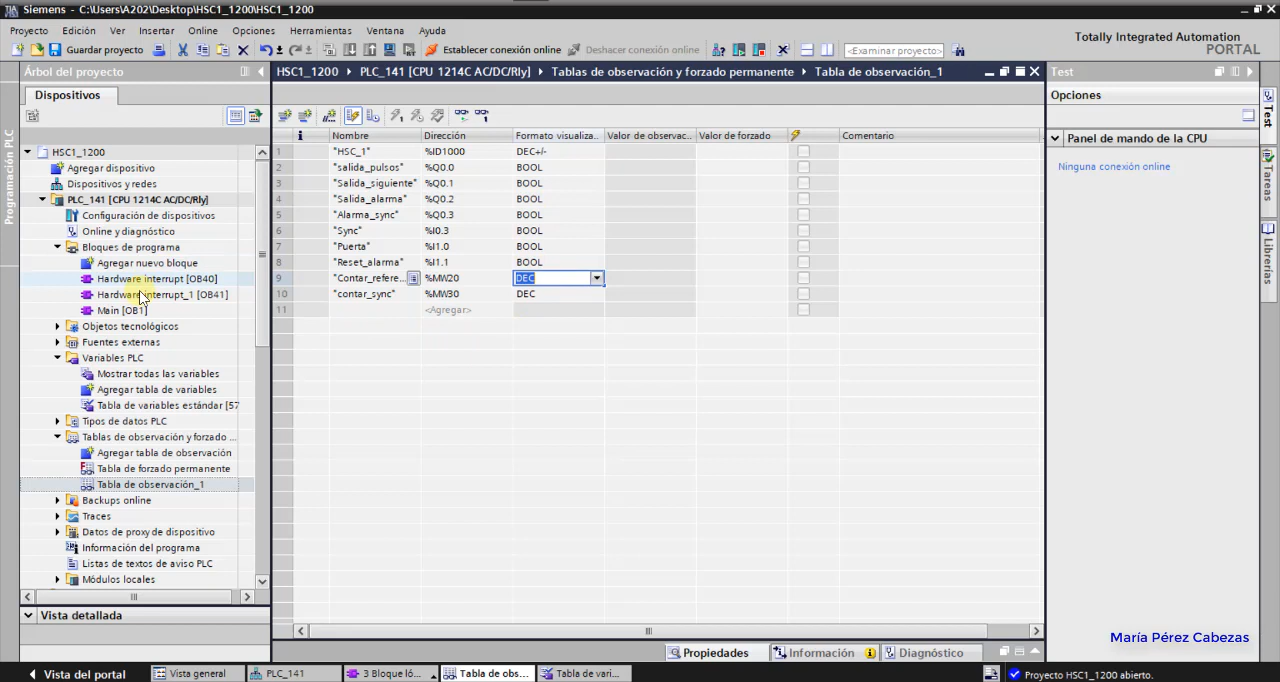 Siemens - C:\Users\A202\Desktop\HSC1_1200\HSC1_1200
Proyecto Edición Ver Insertar Online Opciones Herramientas Ventana Ayuda
Totally Integrated Automation
PORTAL
Guardar proyecto Establecer conexión online Deshacer conexión online <Examinar proyecto>
Árbol del proyecto
HSC1_1200 PLC_141 [CPU 1214C AC/DC/Rly] Tablas de observación y forzado permanente Tabla de observación_1
Test
Dispositivos
Opciones
Programación PLC
Nombre Dirección Formato visualiza... Valor de observac... Valor de forzado Comentario
1 "HSC_1" %ID1000 DEC+/-
2 "salida_pulsos" %Q0.0 BOOL
3 "Salida_siguiente" %Q0.1 BOOL
4 "Salida_alarma" %Q0.2 BOOL
5 "Alarma_sync" %Q0.3 BOOL
6 "Sync" %I0.3 BOOL
7 "Puerta" %I1.0 BOOL
8 "Reset_alarma" %I1.1 BOOL
9 "Contar_refere... %MW20 DEC
10 "contar_sync" %MW30 DEC
11 <Agregar>
HSC1_1200
Agregar dispositivo
Dispositivos y redes
PLC_141 [CPU 1214C AC/DC/Rly]
Configuración de dispositivos
Online y diagnóstico
Bloques de programa
Agregar nuevo bloque
Hardware interrupt [OB40]
Hardware interrupt_1 [OB41]
Main [OB1]
Objetos tecnológicos
Fuentes externas
Variables PLC
Mostrar todas las variables
Agregar tabla de variables
Tabla de variables estándar [57
Tipos de datos PLC
Tablas de observación y forzado ...
Agregar tabla de observación
Tabla de forzado permanente
Tabla de observación_1
Backups online
Traces
Datos de proxy de dispositivo
Información del programa
Listas de textos de aviso PLC
Módulos locales
Vista detallada
Panel de mando de la CPU
Ninguna conexión online
Test
Tareas
Librerías
María Pérez Cabezas
Propiedades Información Diagnóstico
Vista del portal Vista general PLC_141 3 Bloque ló... Tabla de obs... Tabla de vari... Proyecto HSC1_1200 abierto.